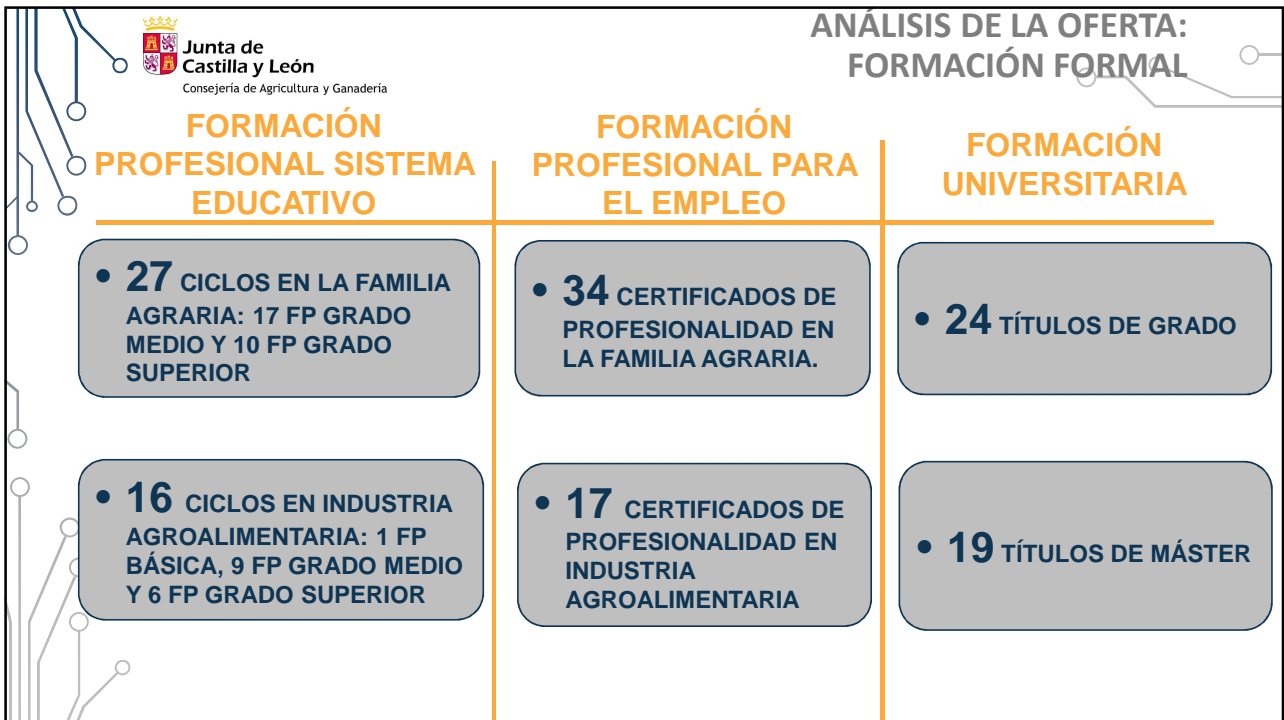 Junta de
Castilla y León
Consejería de Agricultura y Ganadería
ANÁLISIS DE LA OFERTA:
FORMACIÓN FORMAL
FORMACIÓN
PROFESIONAL SISTEMA
EDUCATIVO
• 27 CICLOS EN LA FAMILIA
AGRARIA: 17 FP GRADO
MEDIO Y 10 FP GRADO
SUPERIOR
• 16 CICLOS EN INDUSTRIA
AGROALIMENTARIA: 1 FP
BÁSICA, 9 FP GRADO MEDIO
Y 6 FP GRADO SUPERIOR
FORMACIÓN
PROFESIONAL PARA
EL EMPLEO
• 34 CERTIFICADOS DE
PROFESIONALIDAD EN
LA FAMILIA AGRARIA.
• 17 CERTIFICADOS DE
PROFESIONALIDAD EN
INDUSTRIA
AGROALIMENTARIA
FORMACIÓN
UNIVERSITARIA
• 24 TÍTULOS DE GRADO
• 19 TÍTULOS DE MÁSTER